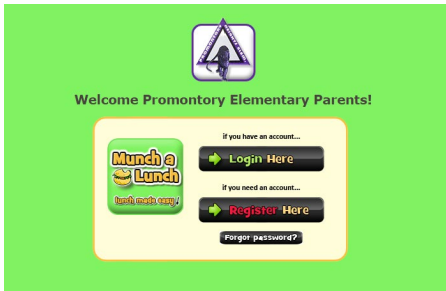 Welcome Promontory Elementary Parents!
if you have an account...
Munch a
Lunch
lunch made easy!
Login Here
if you need an account...
Register Here
Forgot password?